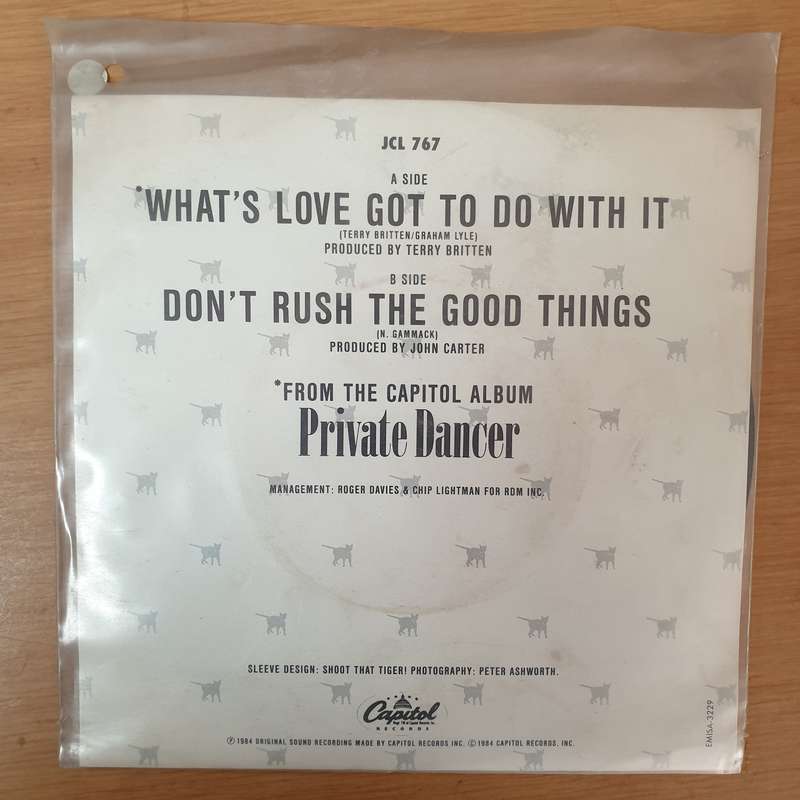 JCL 767
A SIDE
*WHAT'S LOVE GOT TO DO WITH IT
(TERRY BRITTEN/GRAHAM LYLE)
PRODUCED BY TERRY BRITTEN
B SIDE
DON'T RUSH THE GOOD THINGS
(N. GAMMACK)
PRODUCED BY JOHN CARTER
*FROM THE CAPITOL ALBUM
Private Dancer
MANAGEMENT: ROGER DAVIES & CHIP LIGHTMAN FOR RDM INC.
SLEEVE DESIGN: SHOOT THAT TIGER! PHOTOGRAPHY: PETER ASHWORTH.
Capitol
RECORDS
Ⓟ 1984 ORIGINAL SOUND RECORDING MADE BY CAPITOL RECORDS INC. © 1984 CAPITOL RECORDS, INC.
EMISA-3229